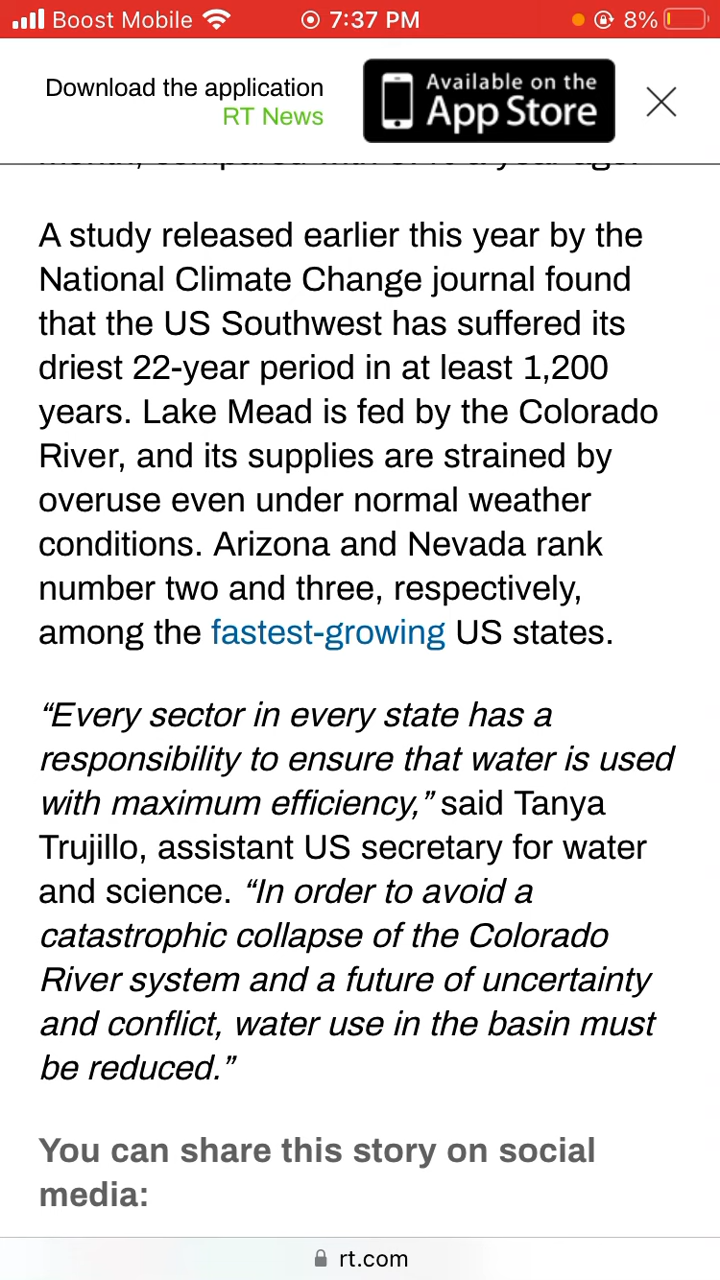 Boost Mobile 7:37 PM 8%
Download the application
RT News
Available on the
App Store
A study released earlier this year by the
National Climate Change journal found
that the US Southwest has suffered its
driest 22-year period in at least 1,200
years. Lake Mead is fed by the Colorado
River, and its supplies are strained by
overuse even under normal weather
conditions. Arizona and Nevada rank
number two and three, respectively,
among the fastest-growing US states.
“Every sector in every state has a
responsibility to ensure that water is used
with maximum efficiency,” said Tanya
Trujillo, assistant US secretary for water
and science. “In order to avoid a
catastrophic collapse of the Colorado
River system and a future of uncertainty
and conflict, water use in the basin must
be reduced.”
You can share this story on social
media:
rt.com